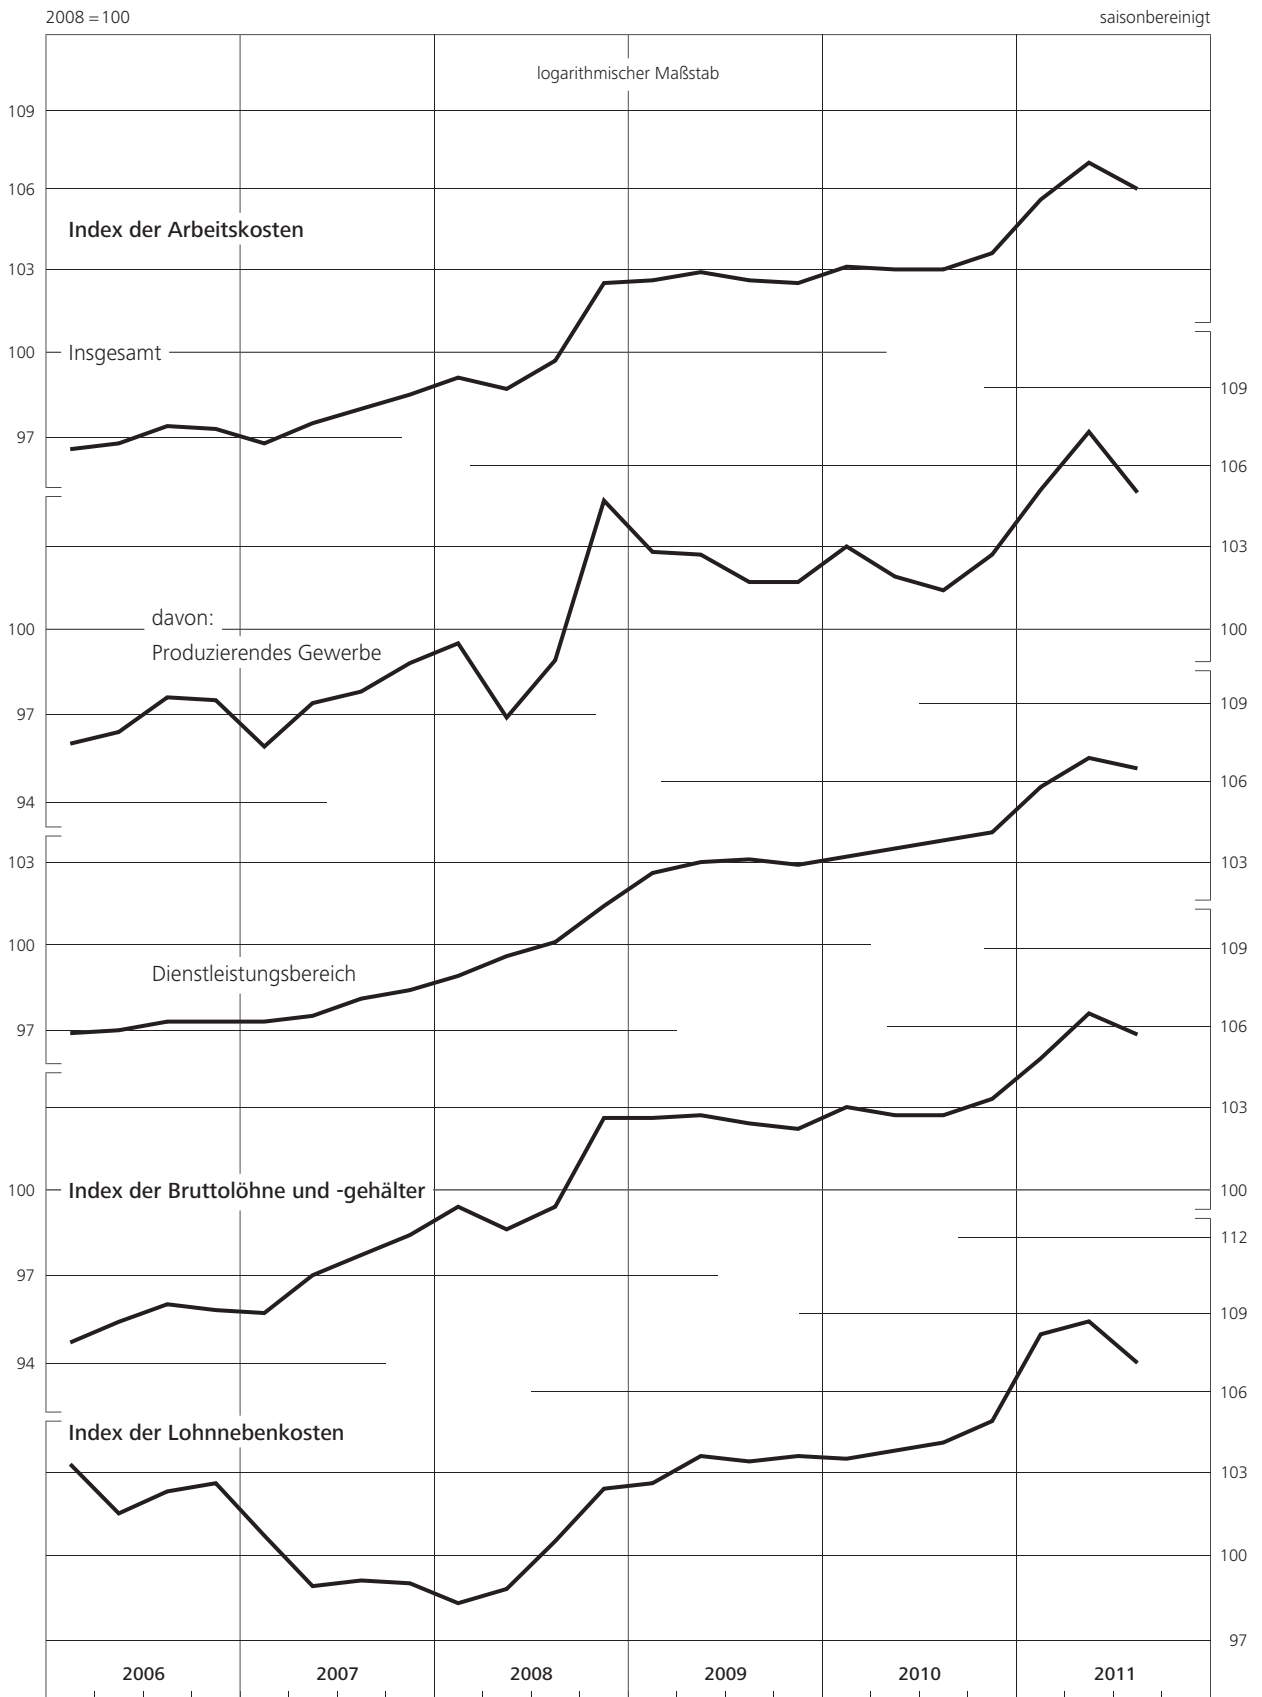 2008 = 100 saisonbereinigt
logarithmischer Maßstab
109
106
Index der Arbeitskosten
103
Insgesamt
100
109
97
106
103
davon:
100 100
Produzierendes Gewerbe
109
97
106
94
103 103
100 109
Dienstleistungsbereich
97 106
103
100 Index der Bruttolöhne und -gehälter 100
112
97
109
94
106
Index der Lohnnebenkosten
103
100
97
2006 2007 2008 2009 2010 2011